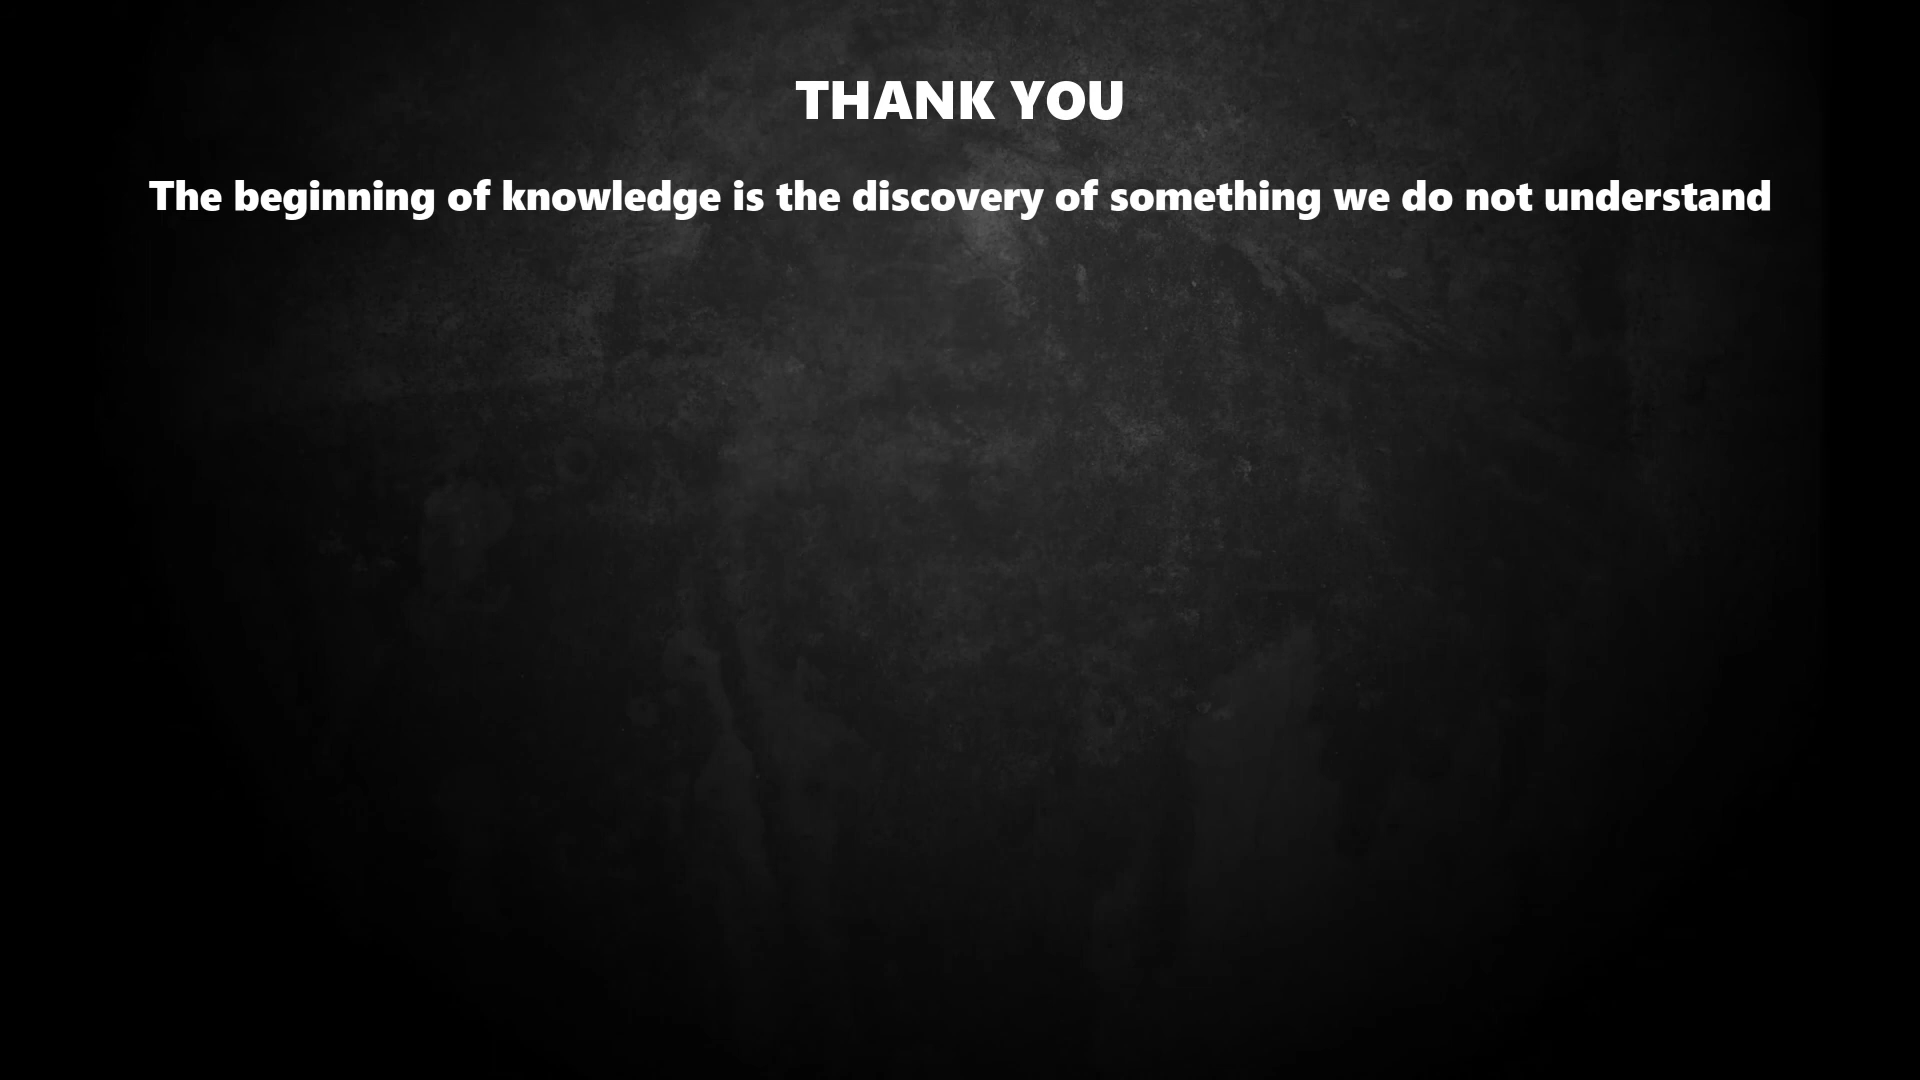 THANK YOU
The beginning of knowledge is the discovery of something we do not understand